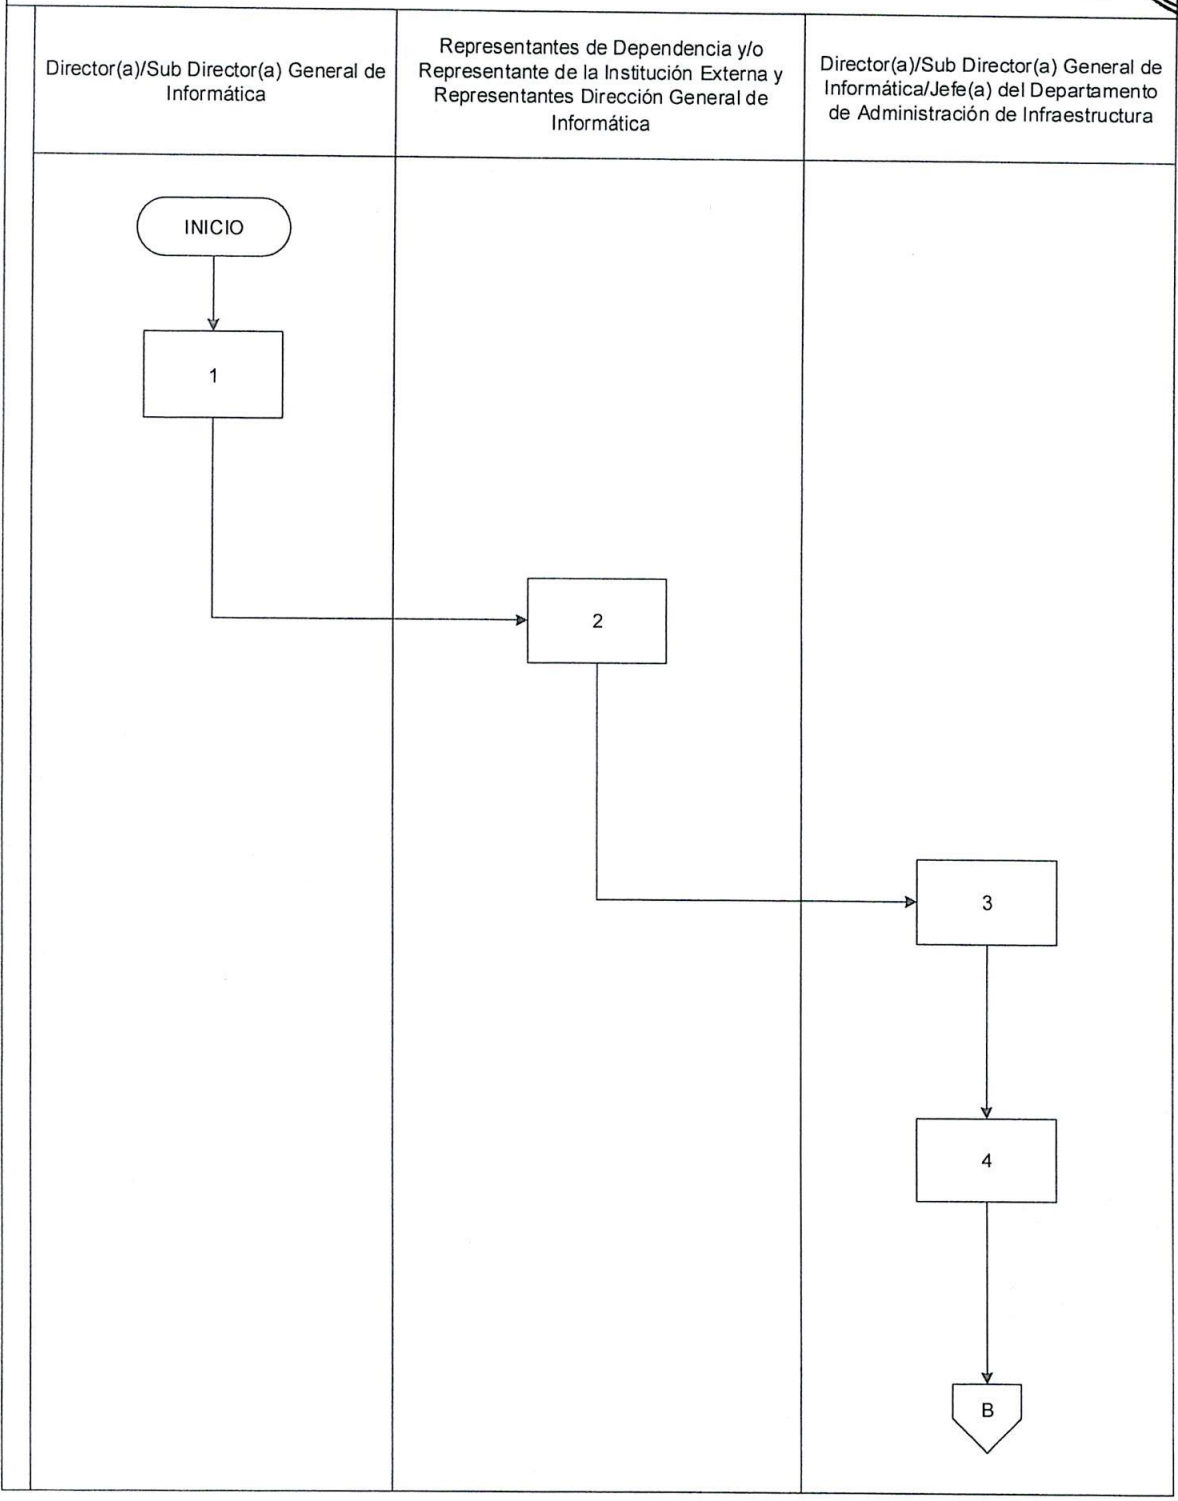 Director(a)/Sub Director(a) General de
Informática
Representantes de Dependencia y/o
Representante de la Institución Externa y
Representantes Dirección General de
Informática
Director(a)/Sub Director(a) General de
Informática/Jefe(a) del Departamento
de Administración de Infraestructura
INICIO
1
2
3
4
B